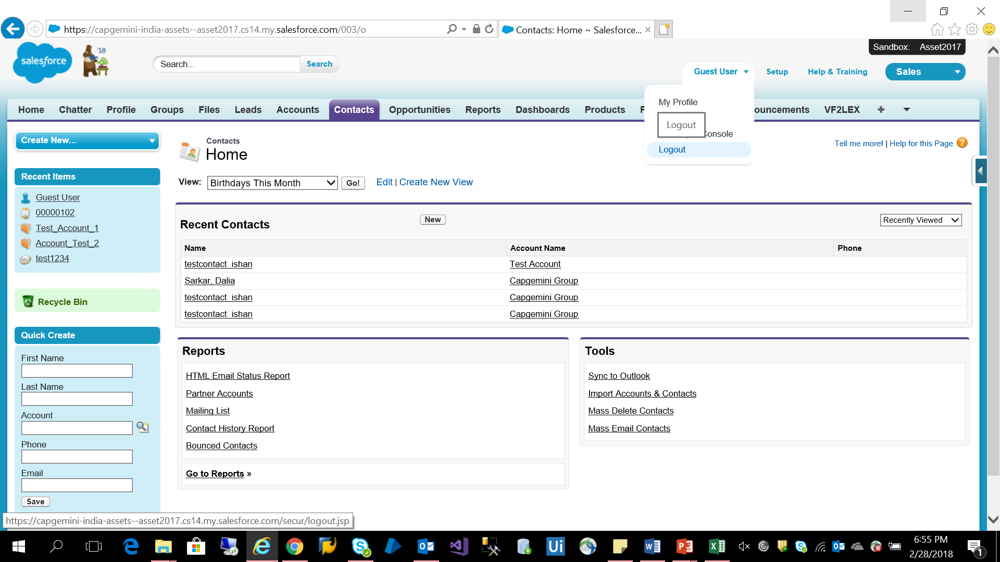 https://capgemini-india-assets--asset2017.cs14.my.salesforce.com/003/o
Contacts: Home ~ Salesforce...
Sandbox: Asset2017
salesforce
'18
Search...
Search
Guest User
Setup
Help & Training
Sales
My Profile
Logout
Console
Logout
Home
Chatter
Profile
Groups
Files
Leads
Accounts
Contacts
Opportunities
Reports
Dashboards
Products
F
ouncements
VF2LEX
Create New...
Contacts
Home
Tell me more! | Help for this Page
View: Birthdays This Month Go! Edit | Create New View
Recent Items
Guest User
00000102
Test_Account_1
Account_Test_2
test1234
Recycle Bin
Quick Create
First Name
Last Name
Account
Phone
Email
Save
Recent Contacts
New
Recently Viewed
Name Account Name Phone
testcontact_ishan Test Account
Sarkar, Dalia Capgemini Group
testcontact_ishan Capgemini Group
testcontact_ishan Capgemini Group
Reports
HTML Email Status Report
Partner Accounts
Mailing List
Contact History Report
Bounced Contacts
Go to Reports »
Tools
Sync to Outlook
Import Accounts & Contacts
Mass Delete Contacts
Mass Email Contacts
https://capgemini-india-assets--asset2017.cs14.my.salesforce.com/secur/logout.jsp
Ui
6:55 PM
2/28/2018
1